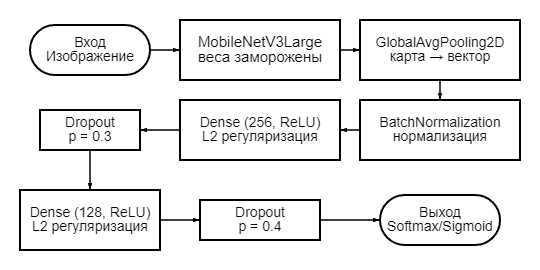 Вход
Изображение
MobileNetV3Large
веса заморожены
GlobalAvgPooling2D
карта → вектор
BatchNormalization
нормализация
Dense (256, ReLU)
L2 регуляризация
Dropout
p = 0.3
Dense (128, ReLU)
L2 регуляризация
Dropout
p = 0.4
Выход
Softmax/Sigmoid